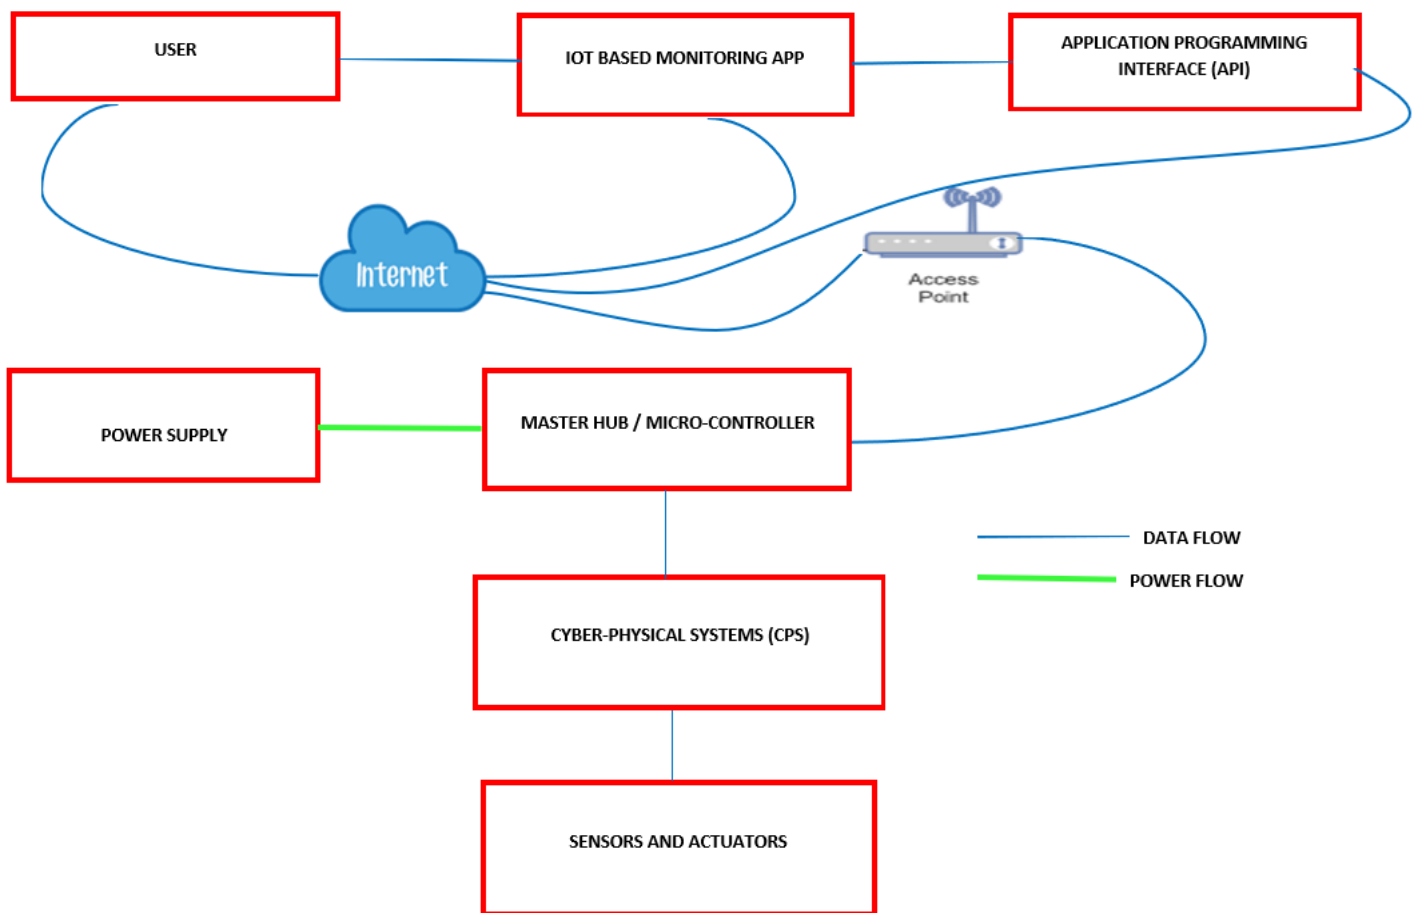 USER
IOT BASED MONITORING APP
APPLICATION PROGRAMMING
INTERFACE (API)
Internet
Access
Point
POWER SUPPLY
MASTER HUB / MICRO-CONTROLLER
DATA FLOW
POWER FLOW
CYBER-PHYSICAL SYSTEMS (CPS)
SENSORS AND ACTUATORS